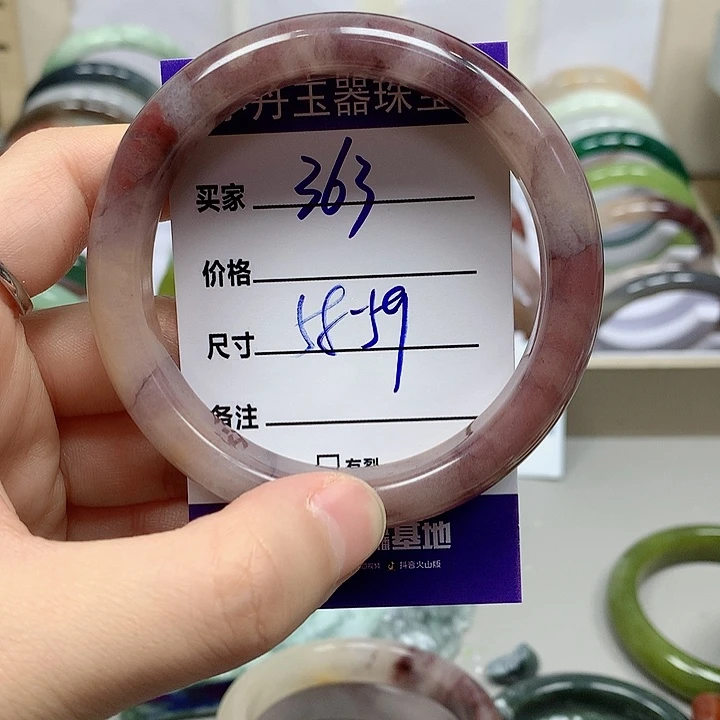 丹玉器珠宝
买家 363
价格
尺寸 58-59
备注
□ 有裂
基地
抖音火山版